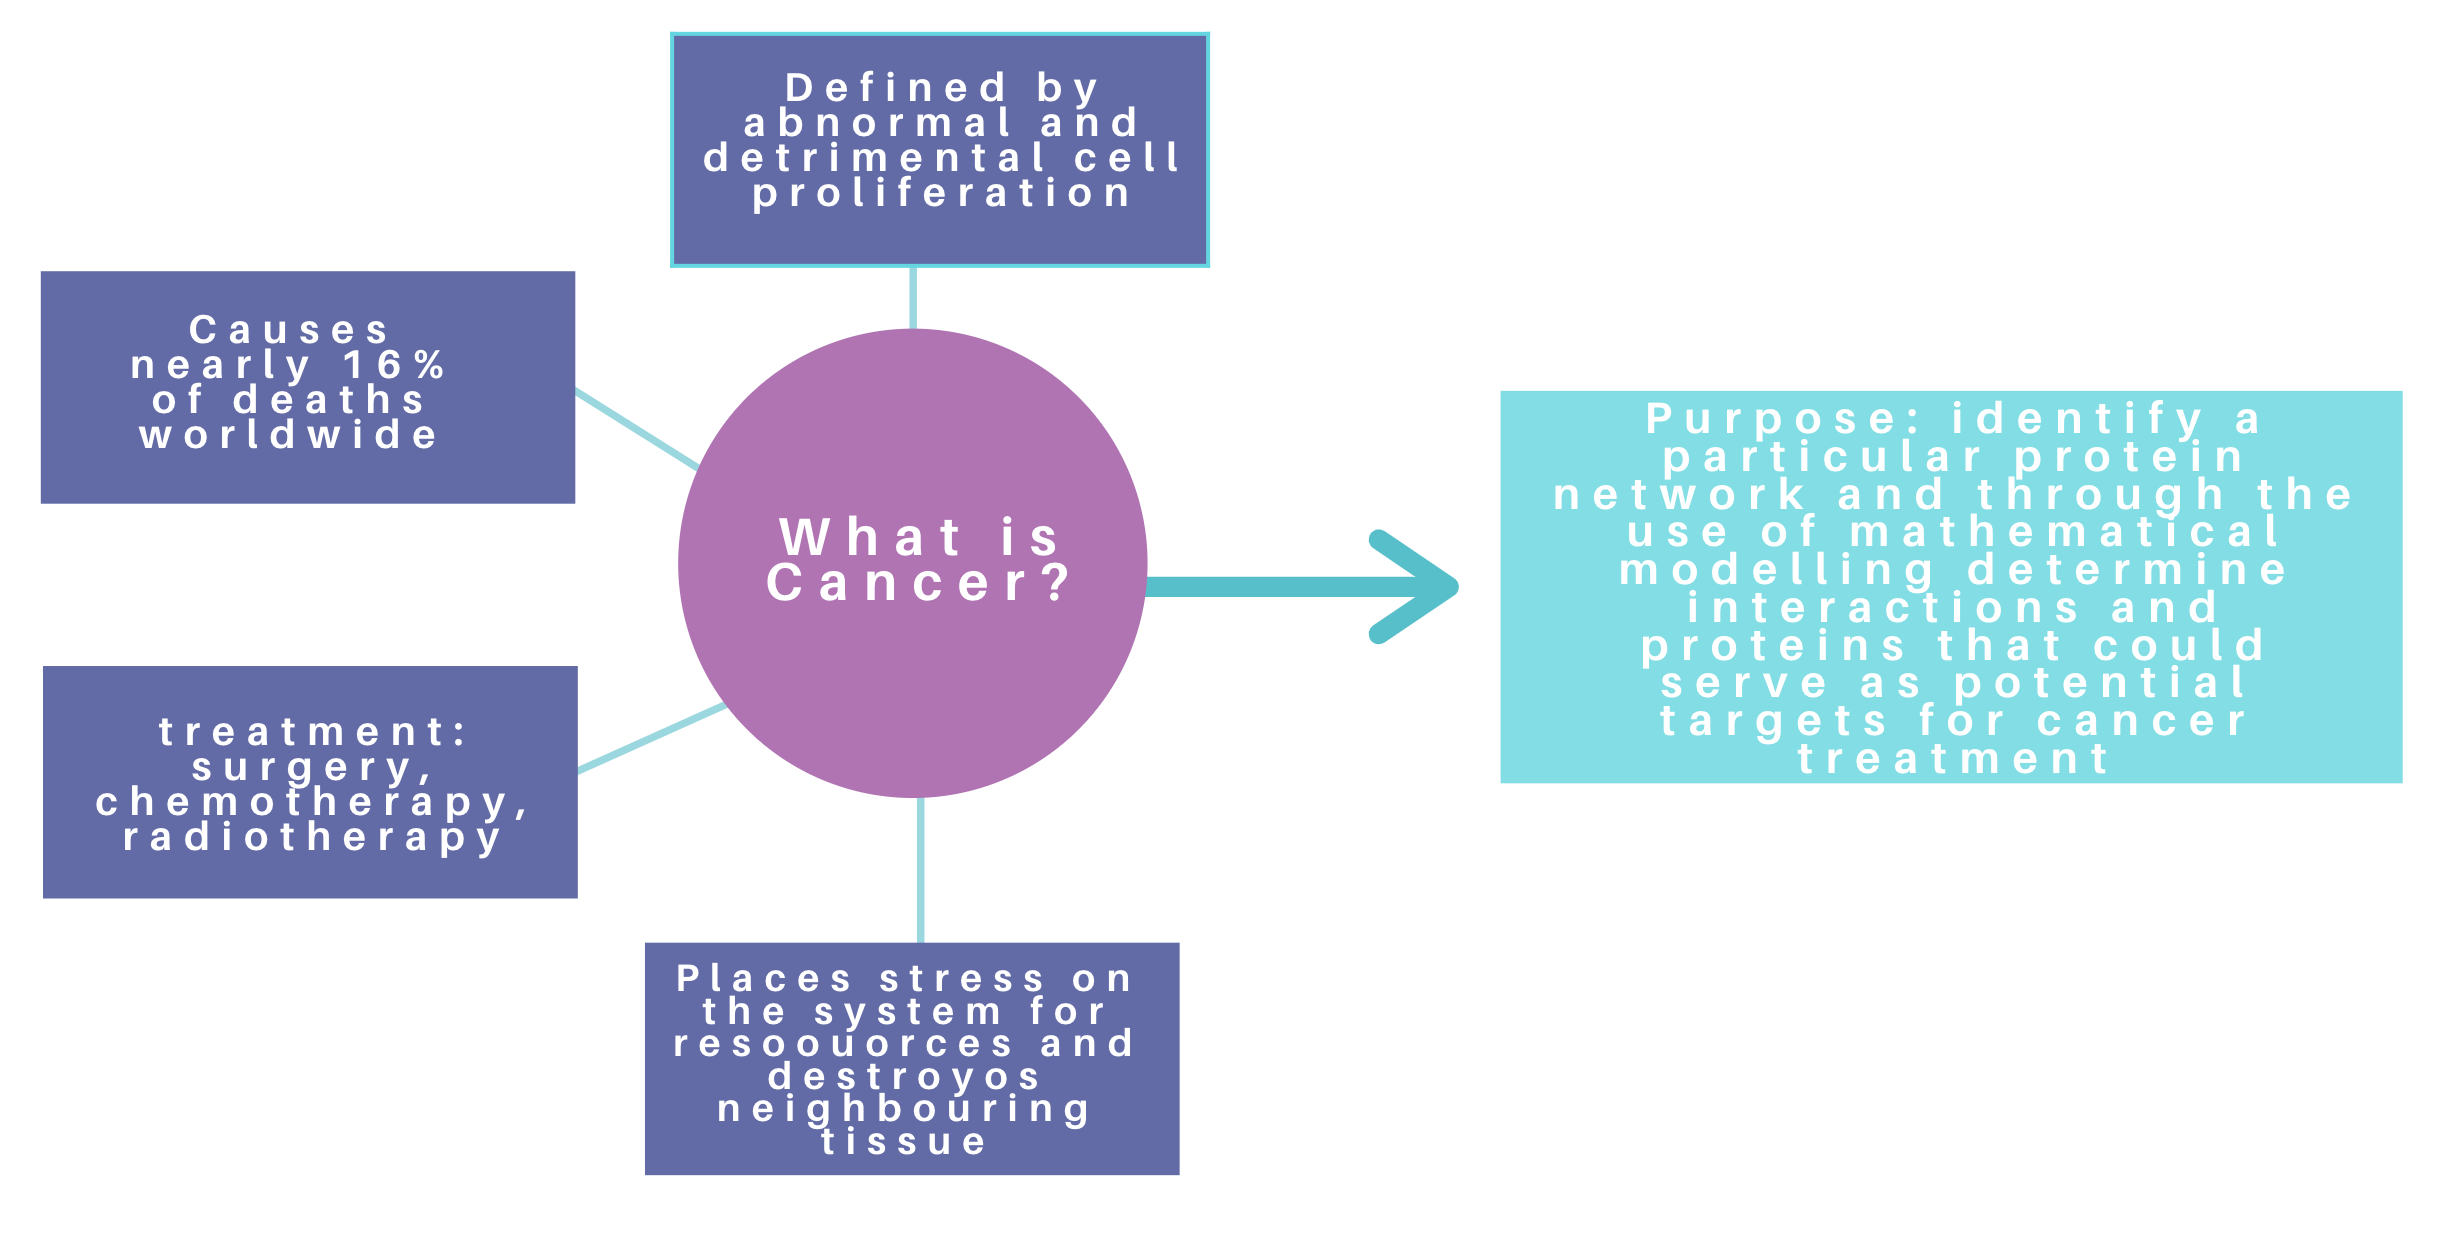 Defined by
abnormal and
detrimental cell
proliferation
Causes
nearly 16%
of deaths
worldwide
What is
Cancer?
Purpose: identify a
particular protein
network and through the
use of mathematical
modelling determine
interactions and
proteins that could
serve as potential
targets for cancer
treatment
treatment:
surgery,
chemotherapy,
radiotherapy
Places stress on
the system for
resoouorces and
destroyos
neighbouring
tissue